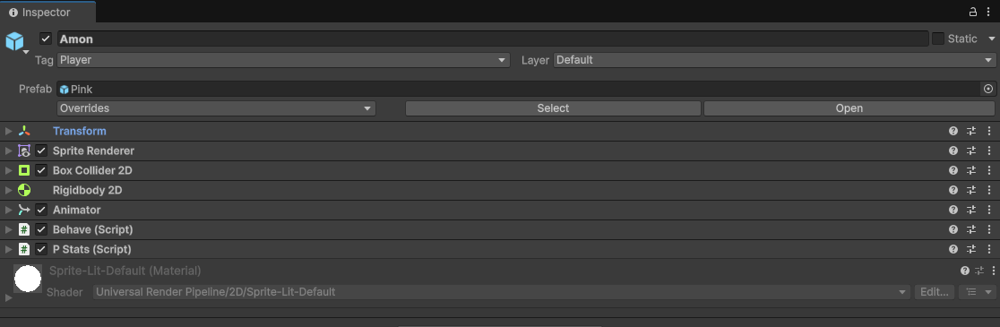 Inspector
Amon Static
Tag Player Layer Default
Prefab Pink
Overrides Select Open
Transform
Sprite Renderer
Box Collider 2D
Rigidbody 2D
Animator
# Behave (Script)
# P Stats (Script)
Sprite-Lit-Default (Material)
Shader Universal Render Pipeline/2D/Sprite-Lit-Default Edit...